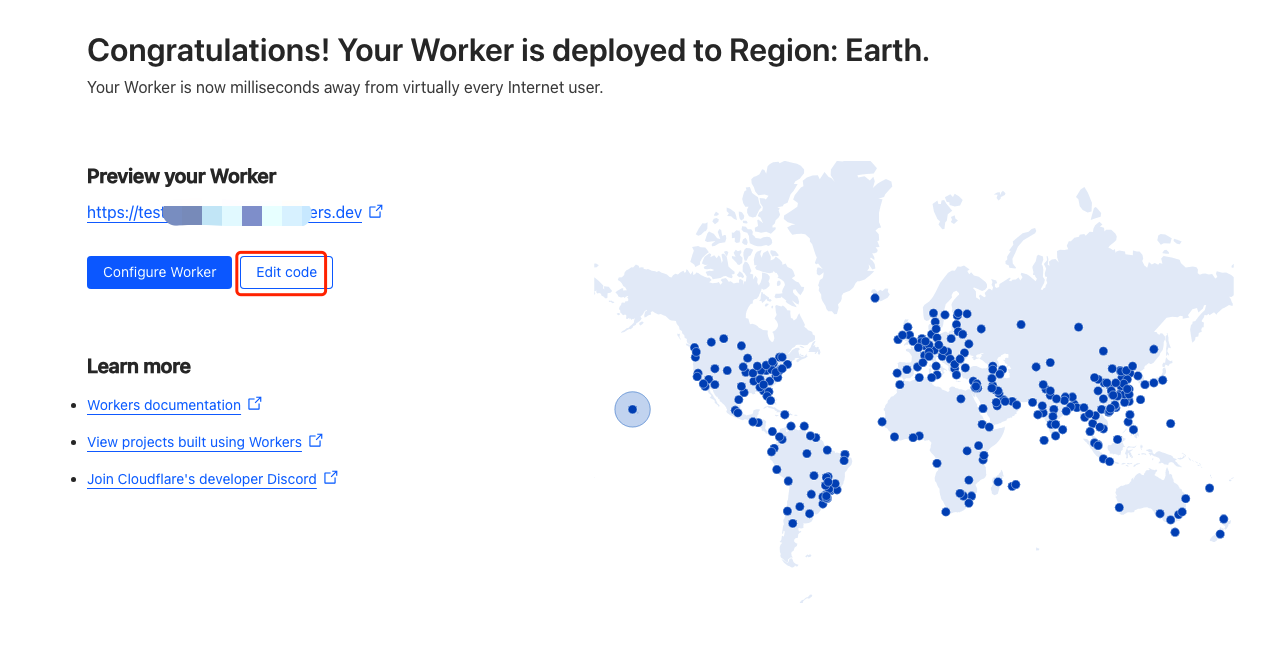 Congratulations! Your Worker is deployed to Region: Earth.
Your Worker is now milliseconds away from virtually every Internet user.
Preview your Worker
https://test ers.dev
Configure Worker
Edit code
Learn more
Workers documentation
View projects built using Workers
Join Cloudflare's developer Discord